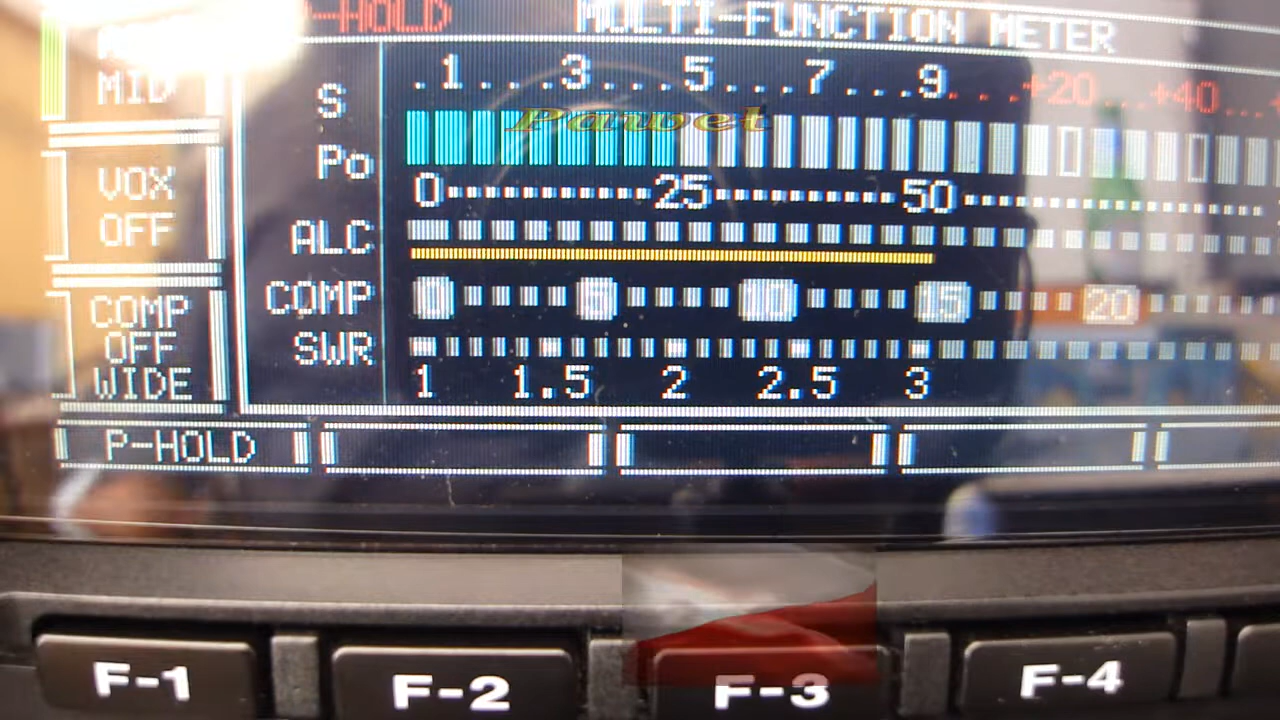 P-HOLD MULTI-FUNCTION METER
MID
S .1...3...5...7...9...+20...+40...+
Pawet
Po
0 25 50
VOX
OFF
ALC
COMP 0 5 10 15 20
COMP
OFF
WIDE
SWR
1 1.5 2 2.5 3
P-HOLD
F-1 F-2 F-3 F-4